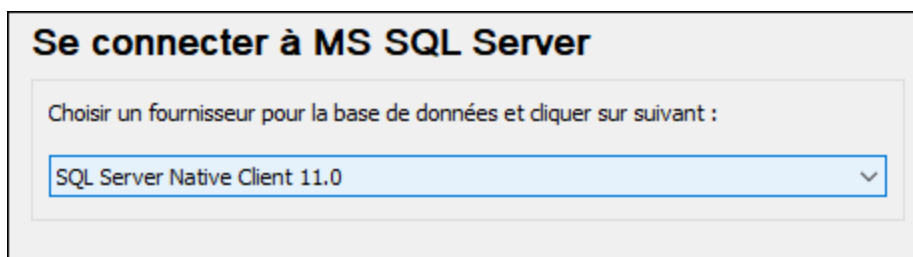 Se connecter à MS SQL Server
Choisir un fournisseur pour la base de données et cliquer sur suivant :
SQL Server Native Client 11.0